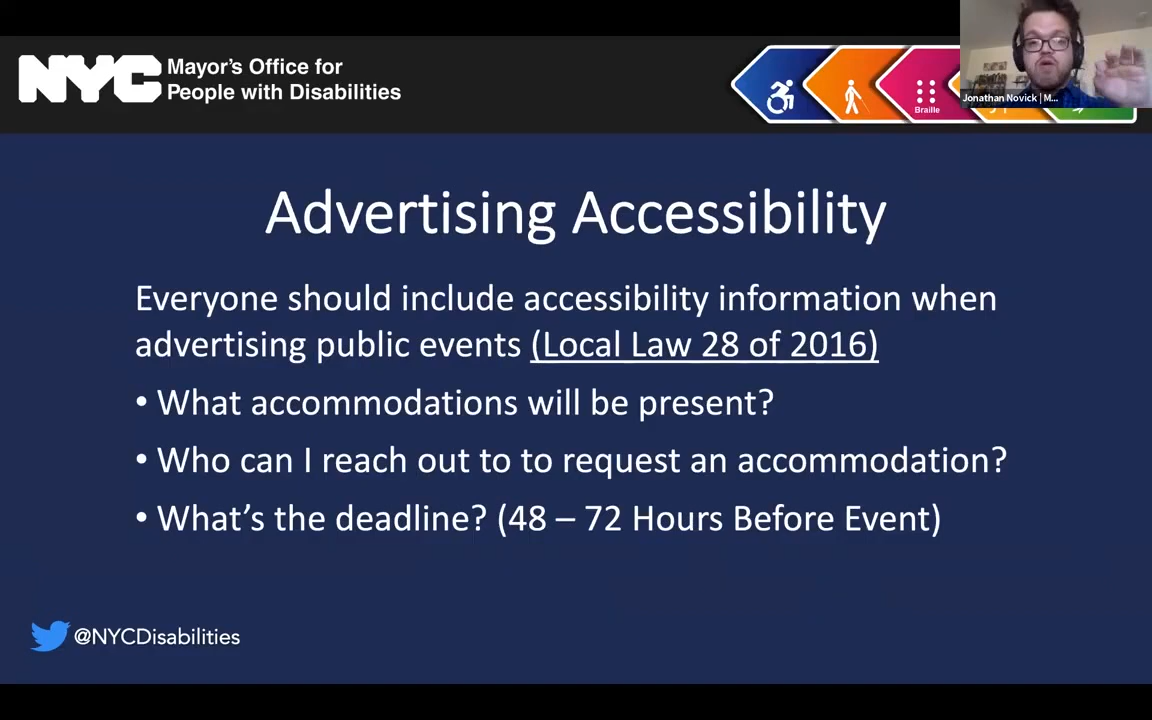 NYC
Mayor's Office for
People with Disabilities
Braille
Jonathan Novick | M...
Advertising Accessibility
Everyone should include accessibility information when
advertising public events (Local Law 28 of 2016)
• What accommodations will be present?
• Who can I reach out to to request an accommodation?
• What's the deadline? (48 – 72 Hours Before Event)
@NYCDisabilities